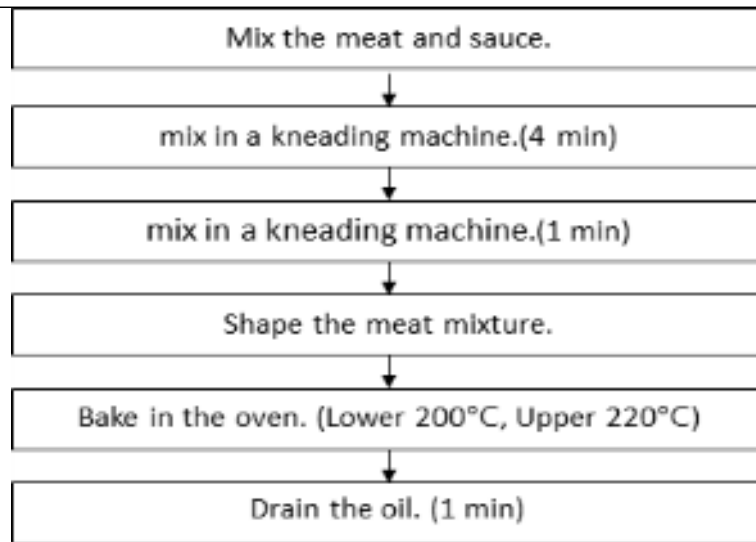 Mix the meat and sauce.
mix in a kneading machine.(4 min)
mix in a kneading machine.(1 min)
Shape the meat mixture.
Bake in the oven. (Lower 200°C, Upper 220°C)
Drain the oil. (1 min)